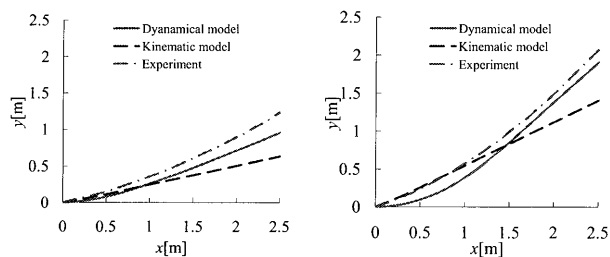 2.5
2
1.5
1
0.5
0
y[m]
Dyanamical model
Kinematic model
Experiment
0 0.5 1 1.5 2 2.5
x[m]
2.5
2
1.5
1
0.5
0
y[m]
Dynamical model
Kinematic model
Experiment
0 0.5 1 1.5 2 2.5
x[m]